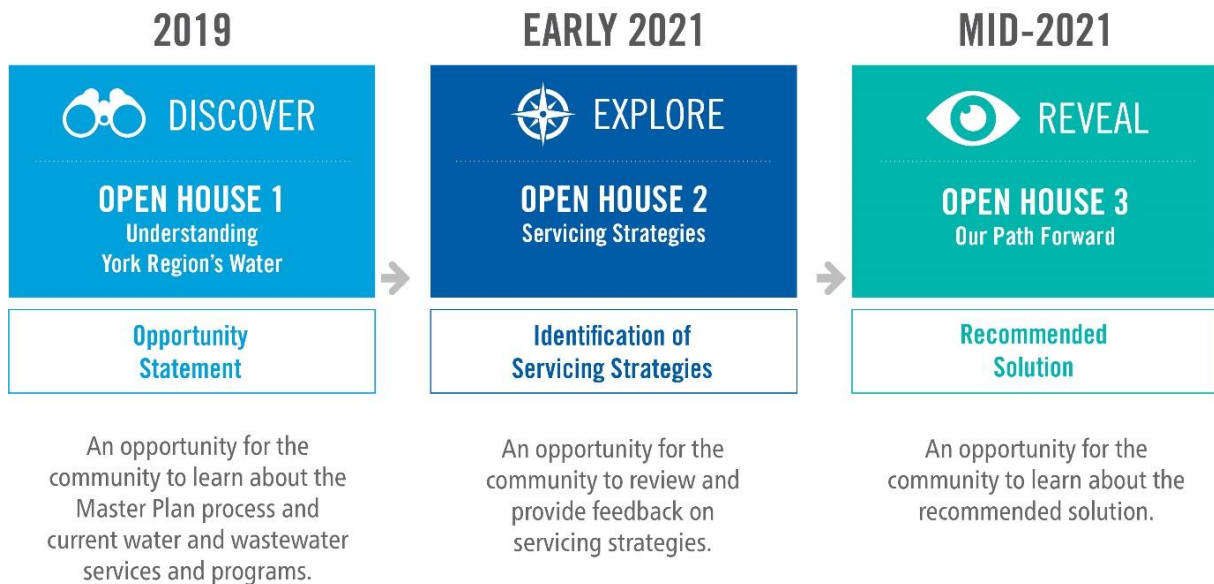 2019
DISCOVER
OPEN HOUSE 1
Understanding
York Region's Water
Opportunity
Statement
An opportunity for the
community to learn about the
Master Plan process and
current water and wastewater
services and programs.
EARLY 2021
EXPLORE
OPEN HOUSE 2
Servicing Strategies
Identification of
Servicing Strategies
An opportunity for the
community to review and
provide feedback on
servicing strategies.
MID-2021
REVEAL
OPEN HOUSE 3
Our Path Forward
Recommended
Solution
An opportunity for the
community to learn about the
recommended solution.